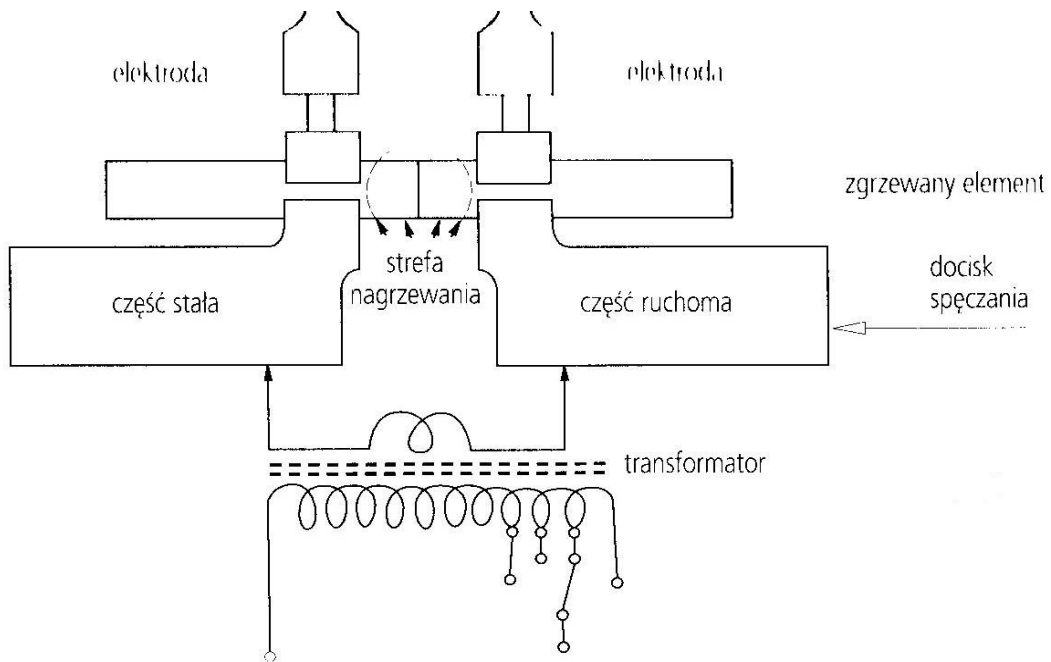 elektroda
elektroda
zgrzewany element
strefa
nagrzewania
część stała
część ruchoma
docisk
spęczania
transformator